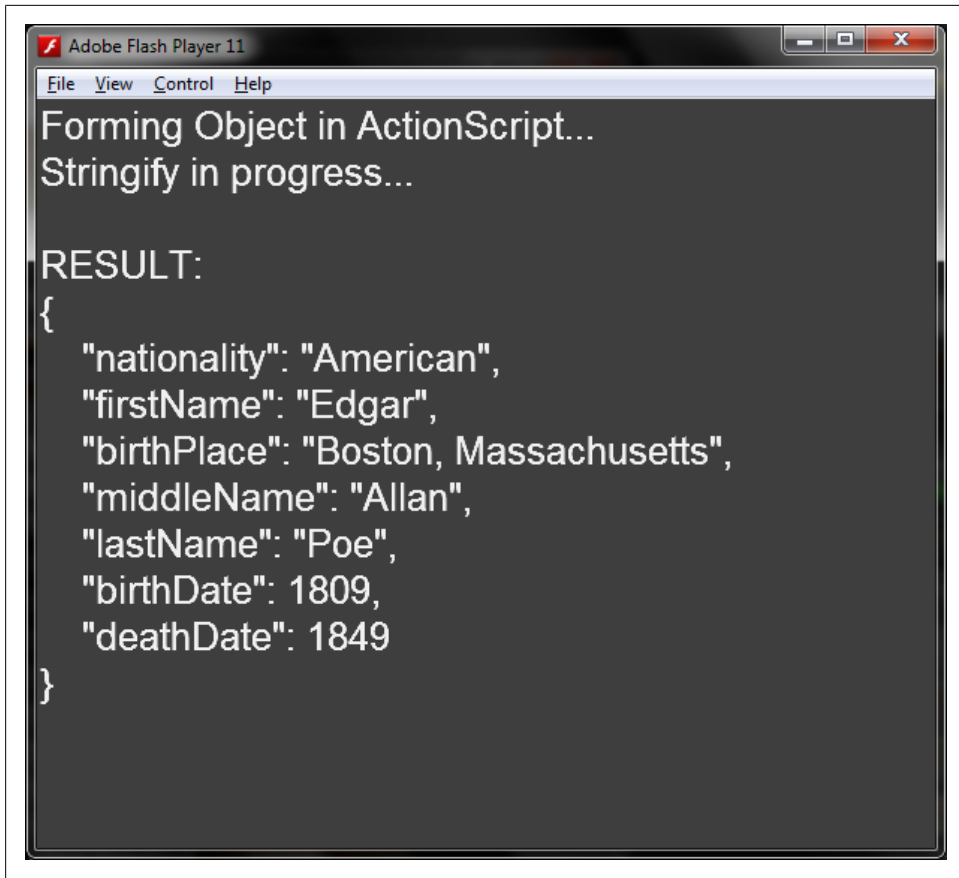 Adobe Flash Player 11
File View Control Help
Forming Object in ActionScript...
Stringify in progress...
RESULT:
{
"nationality": "American",
"firstName": "Edgar",
"birthPlace": "Boston, Massachusetts",
"middleName": "Allan",
"lastName": "Poe",
"birthDate": 1809,
"deathDate": 1849
}